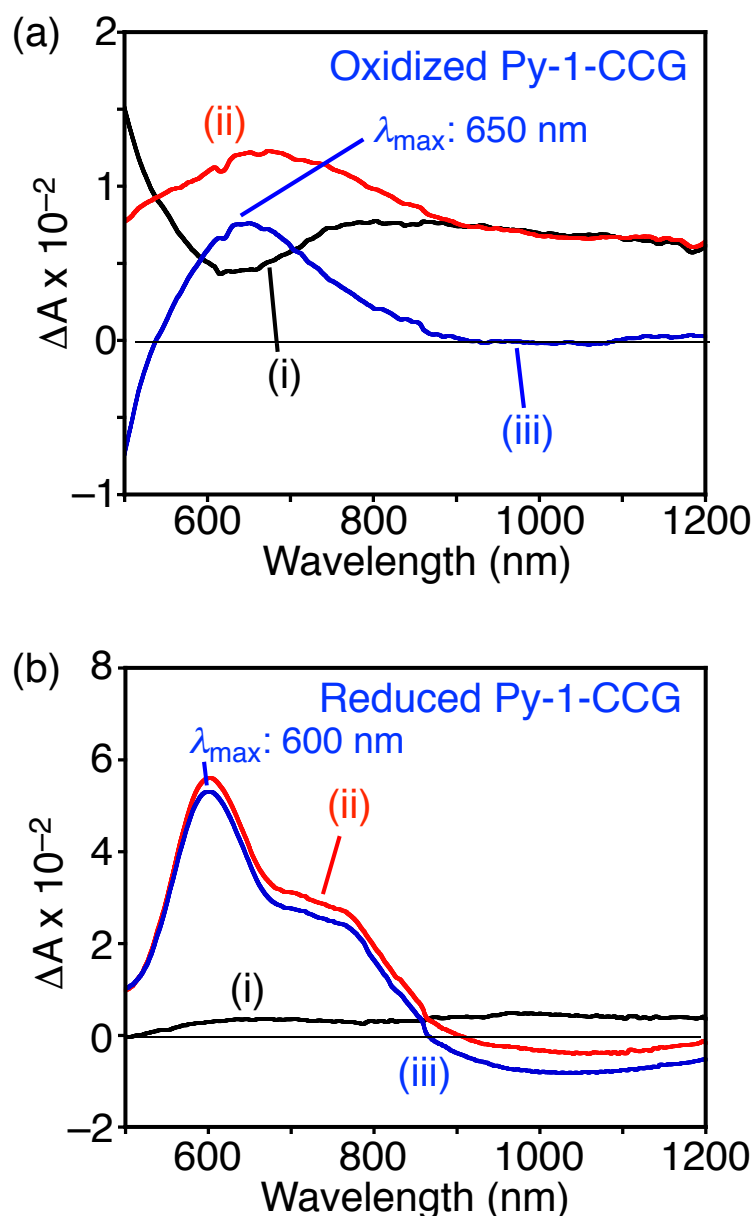 (a)
Oxidized Py-1-CCG
(ii)
λmax: 650 nm
ΔA x 10⁻²
2
1
0
−1
(i)
(iii)
600
800
1000
1200
Wavelength (nm)
(b)
Reduced Py-1-CCG
λmax: 600 nm
(ii)
ΔA x 10⁻²
8
6
4
2
0
−2
(i)
(iii)
600
800
1000
1200
Wavelength (nm)